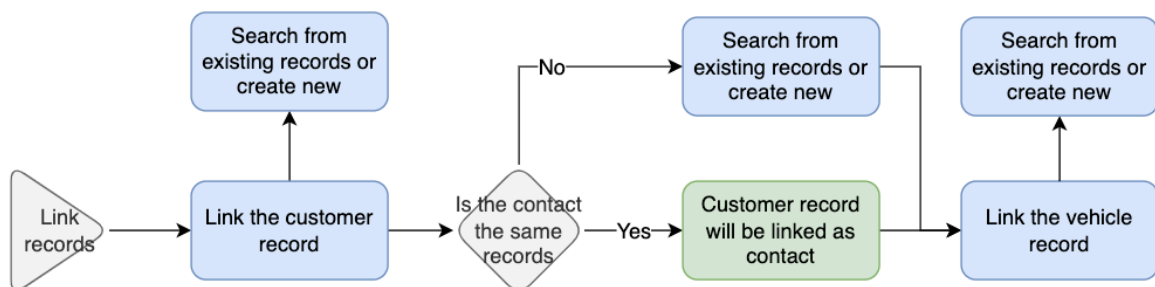 Link
records
Search from
existing records or
create new
Link the customer
record
Is the contact
the same
records
No
Search from
existing records or
create new
Yes
Customer record
will be linked as
contact
Search from
existing records or
create new
Link the vehicle
record